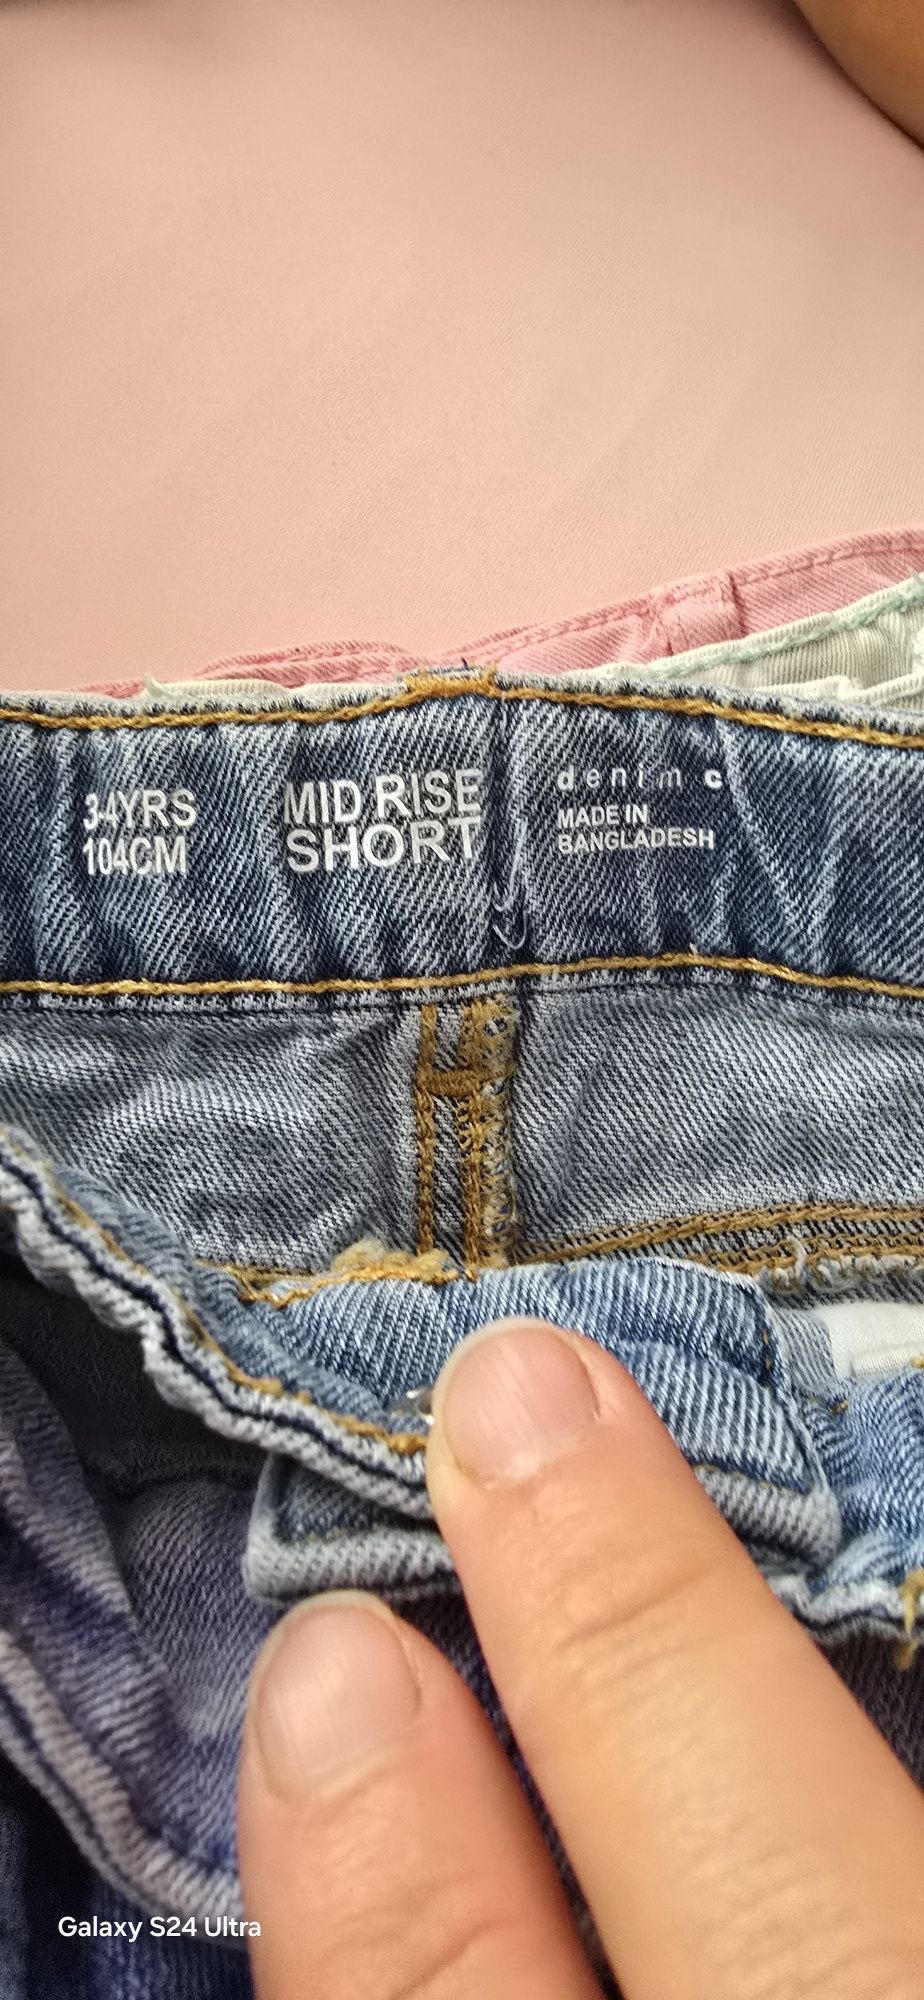 3-4YRS
104CM
MID RISE
SHORT
denim c
MADE IN
BANGLADESH
Galaxy S24 Ultra